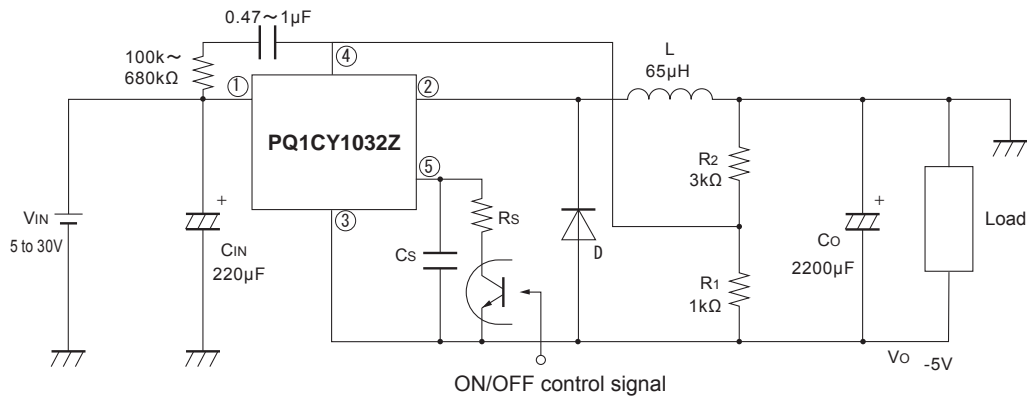 0.47～1μF
100k～
680kΩ
④
L
65μH
①
②
PQ1CY1032Z
⑤
R2
3kΩ
③
RS
VIN
5 to 30V
CIN
220μF
+
CS
D
R1
1kΩ
+
CO
2200μF
Load
VO -5V
ON/OFF control signal